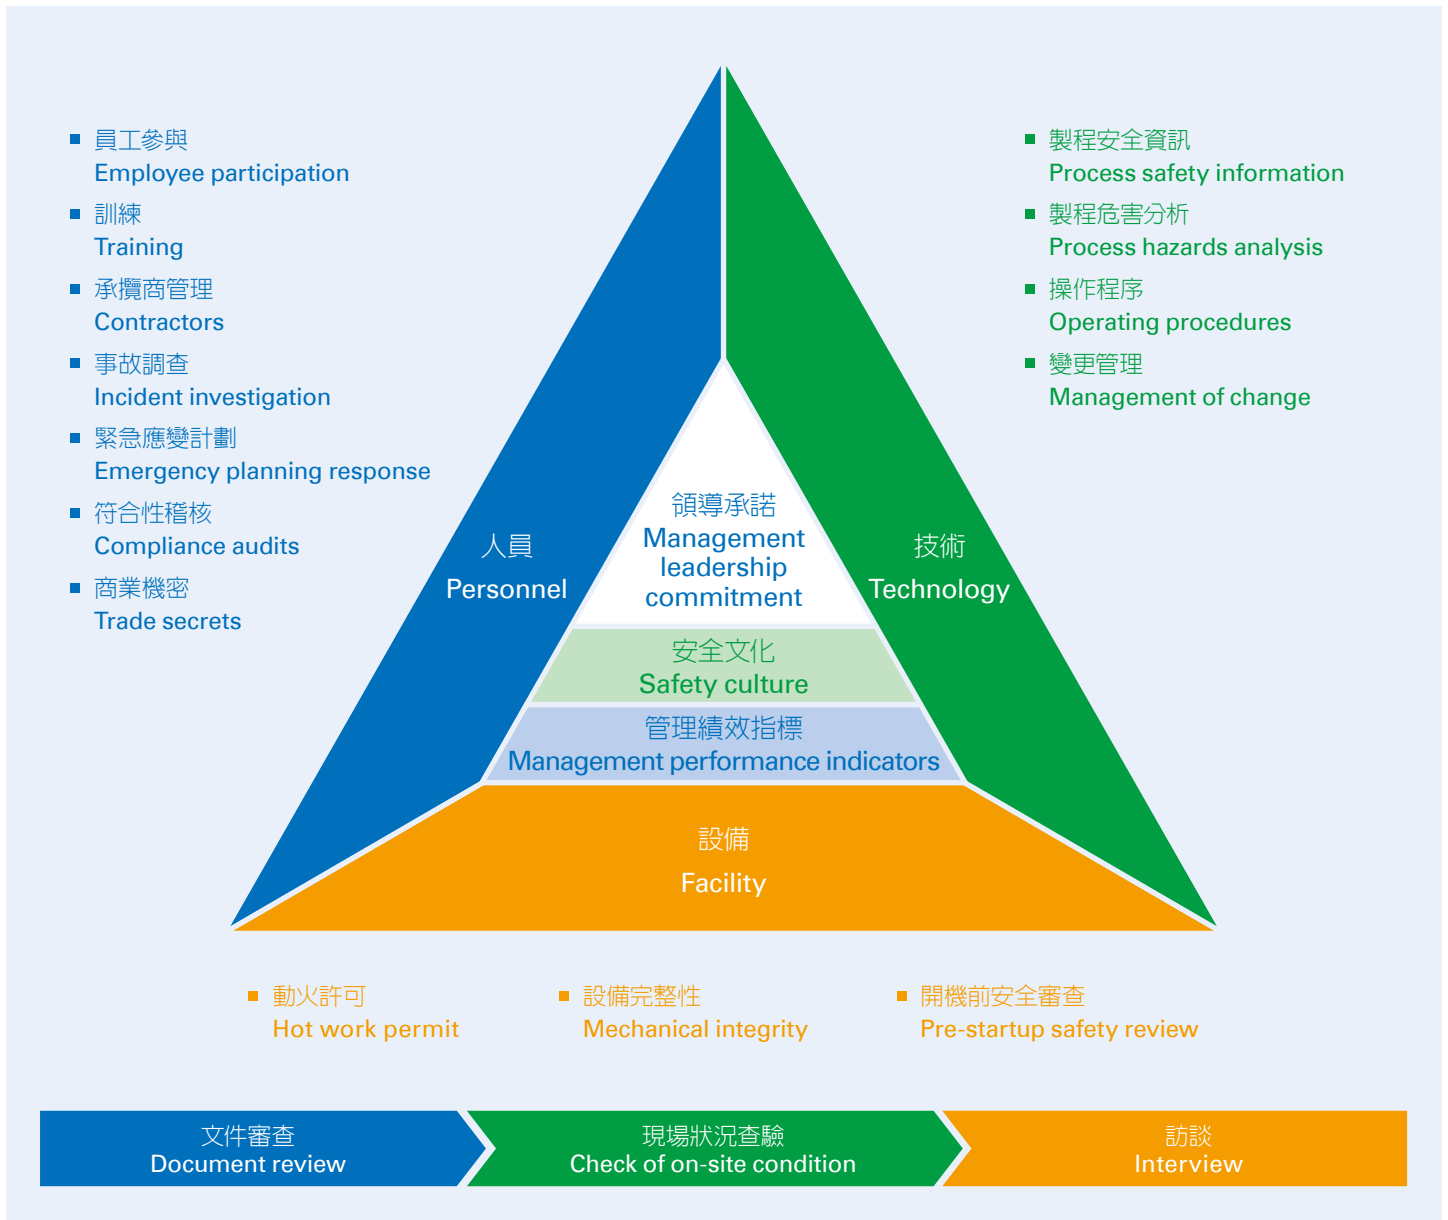 員工參與
Employee participation
訓練
Training
承攬商管理
Contractors
事故調查
Incident investigation
緊急應變計劃
Emergency planning response
符合性稽核
Compliance audits
商業機密
Trade secrets
製程安全資訊
Process safety information
製程危害分析
Process hazards analysis
操作程序
Operating procedures
變更管理
Management of change
人員
Personnel
領導承諾
Management
leadership
commitment
技術
Technology
安全文化
Safety culture
管理績效指標
Management performance indicators
設備
Facility
動火許可
Hot work permit
設備完整性
Mechanical integrity
開機前安全審查
Pre-startup safety review
文件審查
Document review
現場狀況查驗
Check of on-site condition
訪談
Interview